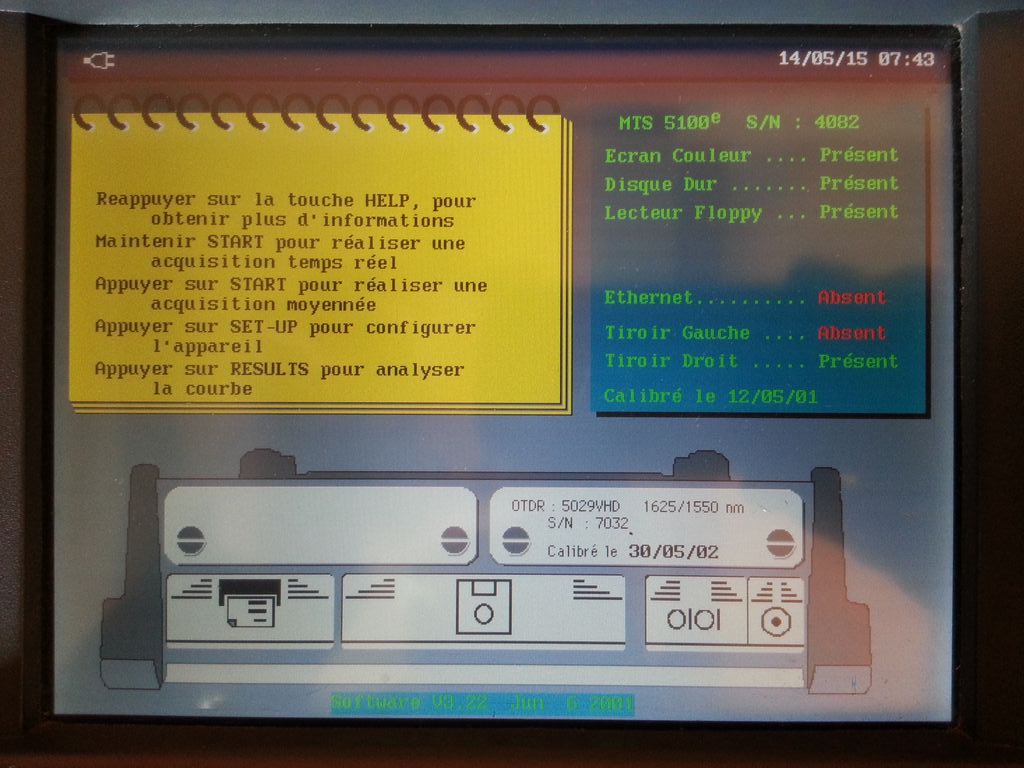 14/05/15 07:43
Reappuyer sur la touche HELP, pour
obtenir plus d'informations
Maintenir START pour réaliser une
acquisition temps réel
Appuyer sur START pour réaliser une
acquisition moyennée
Appuyer sur SET-UP pour configurer
l'appareil
Appuyer sur RESULTS pour analyser
la courbe
MTS 5100e S/N : 4082
Ecran Couleur .... Présent
Disque Dur ....... Présent
Lecteur Floppy ... Présent
Ethernet.......... Absent
Tiroir Gauche .... Absent
Tiroir Droit ..... Présent
Calibré le 12/05/01
OTDR : 5029VHD 1625/1550 nm
S/N : 7032
Calibré le 30/05/02
OIOI
Software V3.22 Jun 6 2001